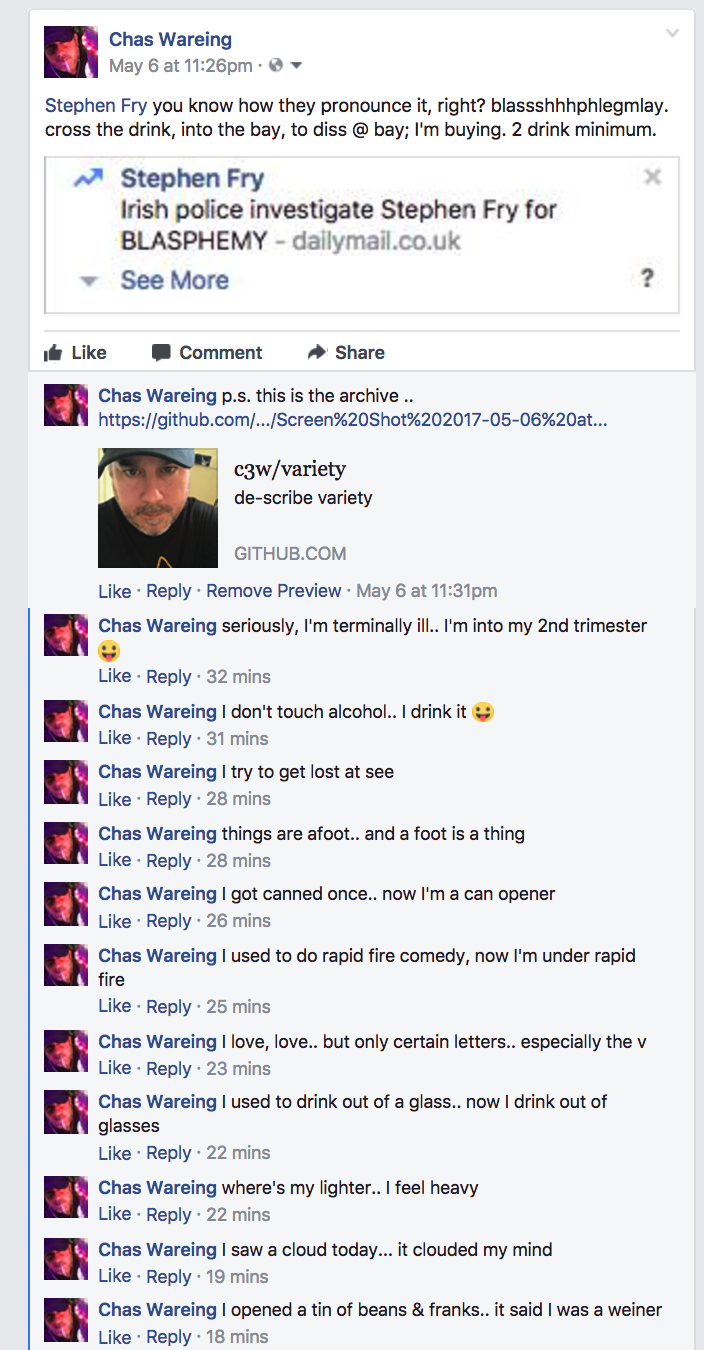 Chas Wareing
May 6 at 11:26pm ·
Stephen Fry you know how they pronounce it, right? blassshhhphlegmlay.
cross the drink, into the bay, to diss @ bay; I'm buying. 2 drink minimum.
Stephen Fry
Irish police investigate Stephen Fry for
BLASPHEMY - dailymail.co.uk
See More ?
Like Comment Share
Chas Wareing p.s. this is the archive ..
https://github.com/.../Screen%20Shot%202017-05-06%20at...
c3w/variety
de-scribe variety
GITHUB.COM
Like · Reply · Remove Preview · May 6 at 11:31pm
Chas Wareing seriously, I'm terminally ill.. I'm into my 2nd trimester
😛
Like · Reply · 32 mins
Chas Wareing I don't touch alcohol.. I drink it 😛
Like · Reply · 31 mins
Chas Wareing I try to get lost at see
Like · Reply · 28 mins
Chas Wareing things are afoot.. and a foot is a thing
Like · Reply · 28 mins
Chas Wareing I got canned once.. now I'm a can opener
Like · Reply · 26 mins
Chas Wareing I used to do rapid fire comedy, now I'm under rapid
fire
Like · Reply · 25 mins
Chas Wareing I love, love.. but only certain letters.. especially the v
Like · Reply · 23 mins
Chas Wareing I used to drink out of a glass.. now I drink out of
glasses
Like · Reply · 22 mins
Chas Wareing where's my lighter.. I feel heavy
Like · Reply · 22 mins
Chas Wareing I saw a cloud today... it clouded my mind
Like · Reply · 19 mins
Chas Wareing I opened a tin of beans & franks.. it said I was a weiner
Like · Reply · 18 mins